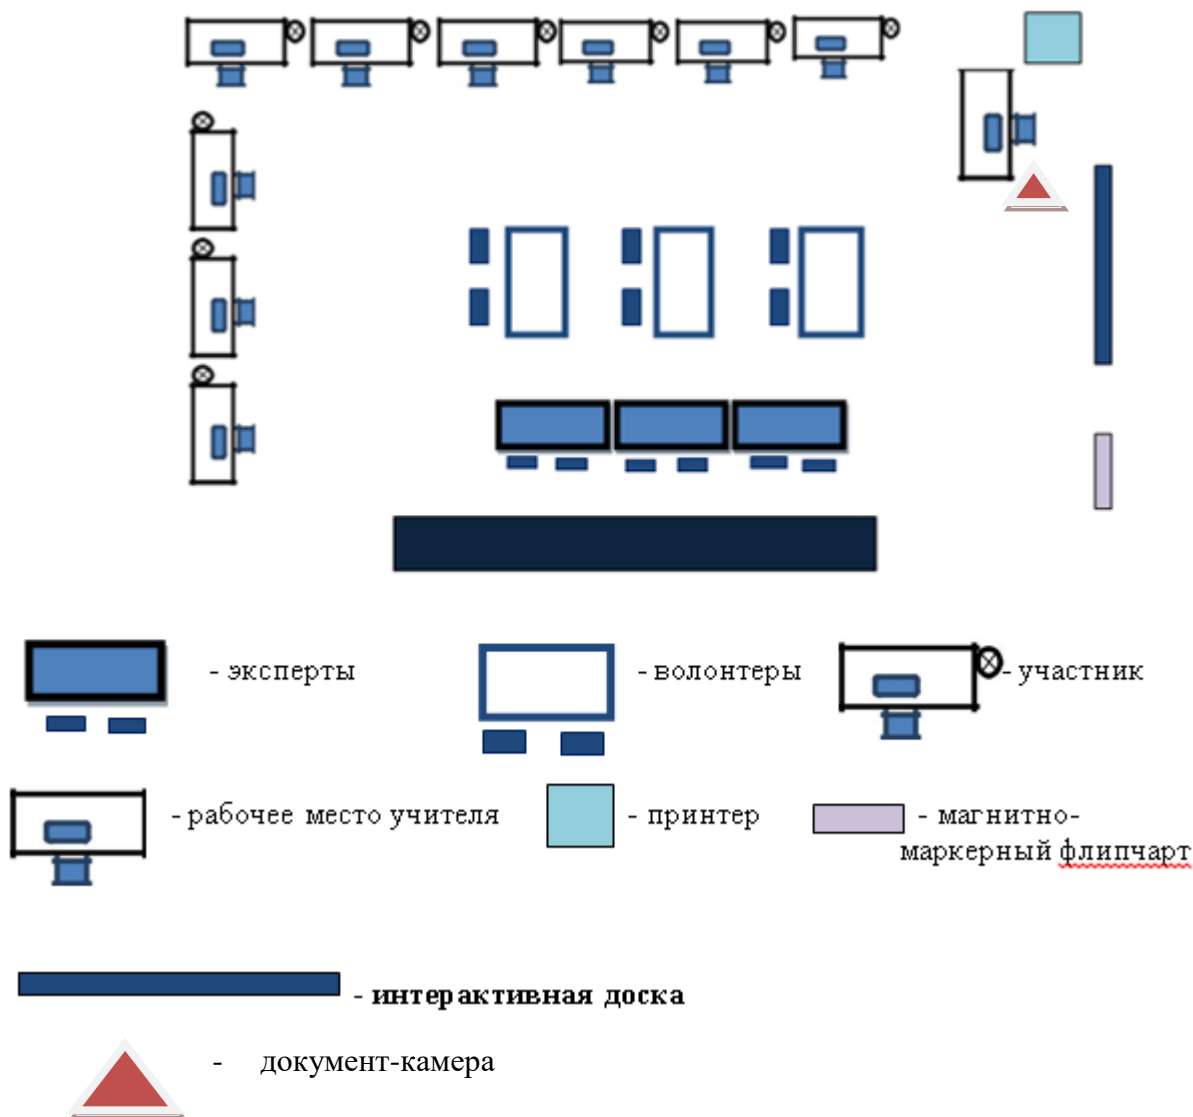 - эксперты
- волонтеры
- участник
- рабочее место учителя
- принтер
- магнитно-
маркерный флипчарт
- интерактивная доска
- документ-камера